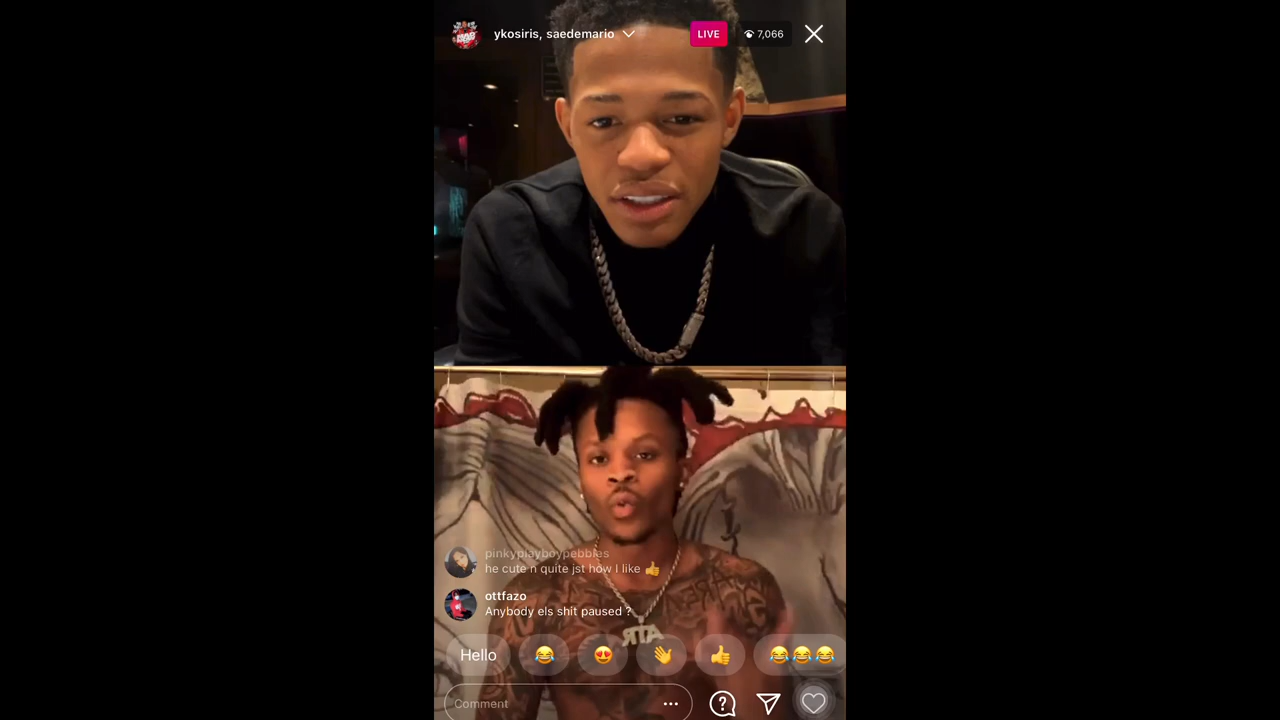 ykosiris, saedemario
LIVE
7,066
pinkyplayboypebbles
he cute n quite jst how I like 👍
ottfazo
Anybody els shit paused ?
Hello
😂
😍
👋
👍
😂😂😂
Comment